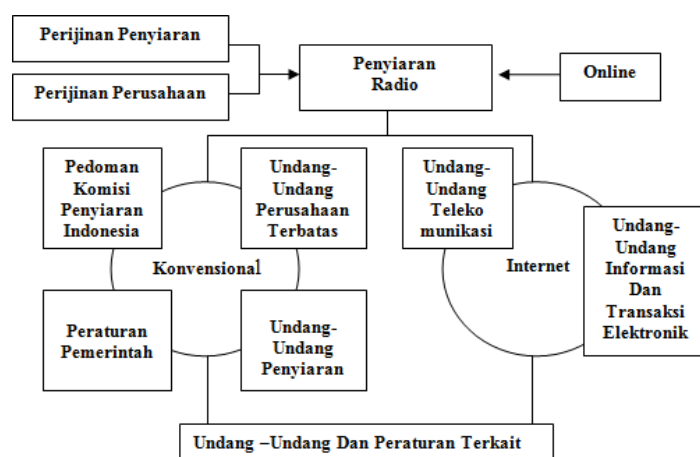 Perijinan Penyiaran
Perijinan Perusahaan
Penyiaran
Radio
Online
Pedoman
Komisi
Penyiaran
Indonesia
Undang-
Undang
Perusahaan
Terbatas
Undang-
Undang
Teleko
munikasi
Konvensional
Internet
Undang-
Undang
Informasi
Dan
Transaksi
Elektronik
Peraturan
Pemerintah
Undang-
Undang
Penyiaran
Undang –Undang Dan Peraturan Terkait